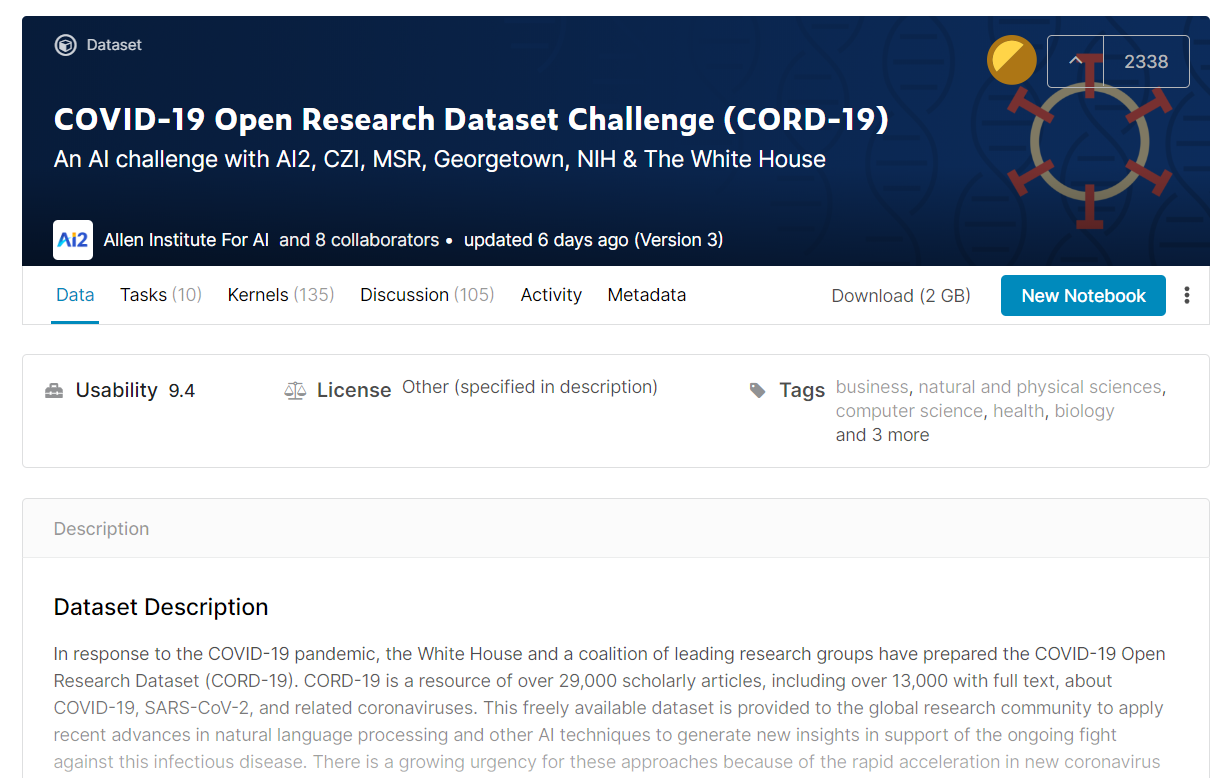 Dataset
2338
COVID-19 Open Research Dataset Challenge (CORD-19)
An AI challenge with AI2, CZI, MSR, Georgetown, NIH & The White House
Ai2 Allen Institute For AI and 8 collaborators • updated 6 days ago (Version 3)
Data Tasks (10) Kernels (135) Discussion (105) Activity Metadata Download (2 GB) New Notebook
Usability 9.4 License Other (specified in description) Tags business, natural and physical sciences,
computer science, health, biology
and 3 more
Description
Dataset Description
In response to the COVID-19 pandemic, the White House and a coalition of leading research groups have prepared the COVID-19 Open
Research Dataset (CORD-19). CORD-19 is a resource of over 29,000 scholarly articles, including over 13,000 with full text, about
COVID-19, SARS-CoV-2, and related coronaviruses. This freely available dataset is provided to the global research community to apply
recent advances in natural language processing and other AI techniques to generate new insights in support of the ongoing fight
against this infectious disease. There is a growing urgency for these approaches because of the rapid acceleration in new coronavirus